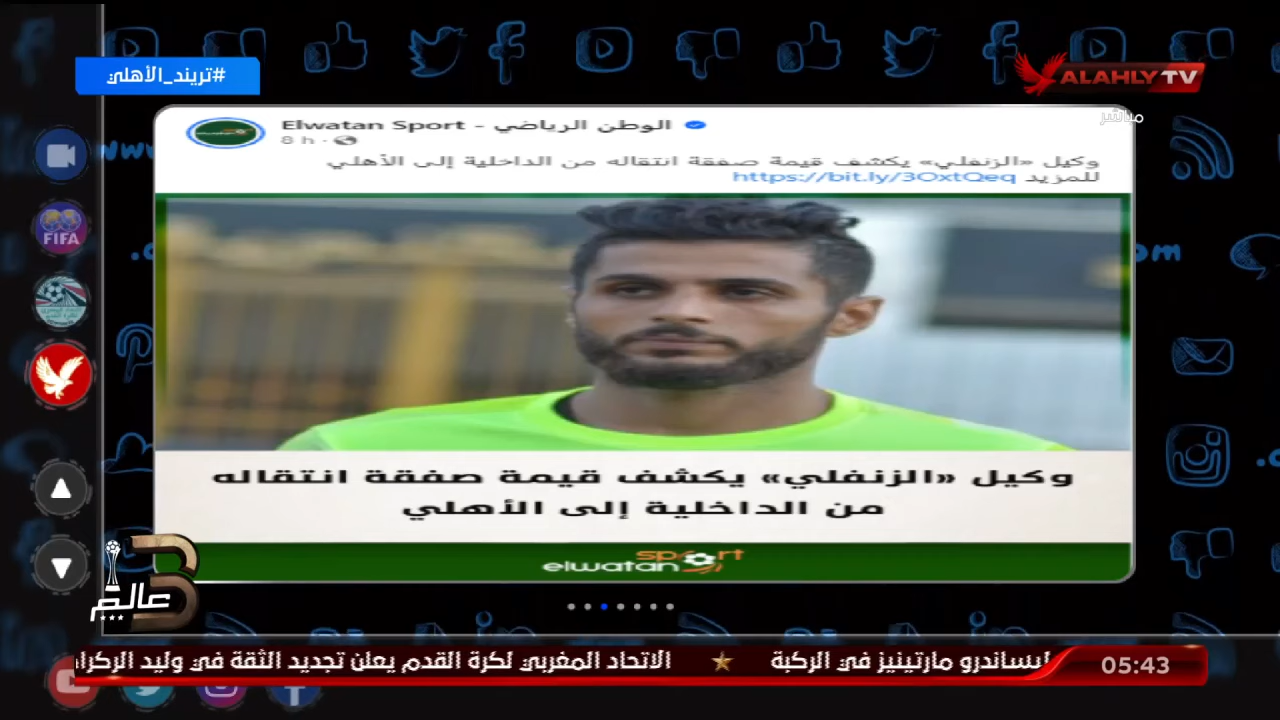 #تريند_الأهلي
ALAHLY TV
مباشر
Elwatan Sport - الوطن الرياضي
8 h
وكيل «الزنفلي» يكشف قيمة صفقة انتقاله من الداخلية إلى الأهلي
للمزيد https://bit.ly/3OxtQeq
FIFA
وكيل «الزنفلي» يكشف قيمة صفقة انتقاله
من الداخلية إلى الأهلي
sport
elwatan
عالم
ليساندرو مارتينيز في الركبة ★ الاتحاد المغربي لكرة القدم يعلن تجديد الثقة في وليد الركرا
05:43